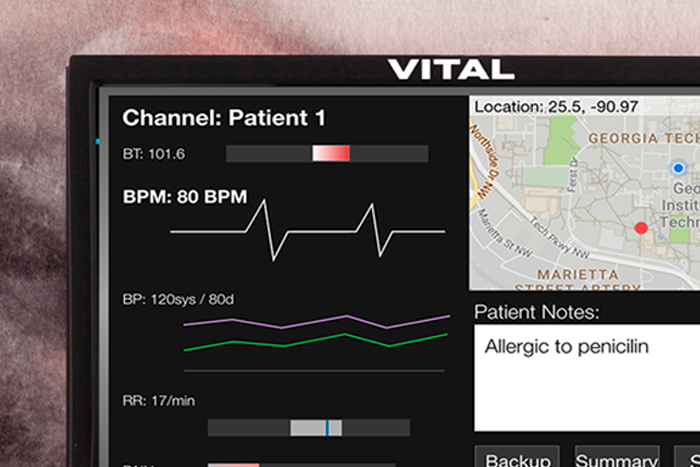 VITAL
Channel: Patient 1
BT: 101.6
BPM: 80 BPM
BP: 120sys / 80d
RR: 17/min
Location: 25.5, -90.97
Northside Dr NW
GEORGIA TECH
Ferst Dr
Geo
Instit
Techn
Marietta St NW
Tech Pkwy NW
MARIETTA
STREET ARTERY
Patient Notes:
Allergic to penicilin
Backup
Summary